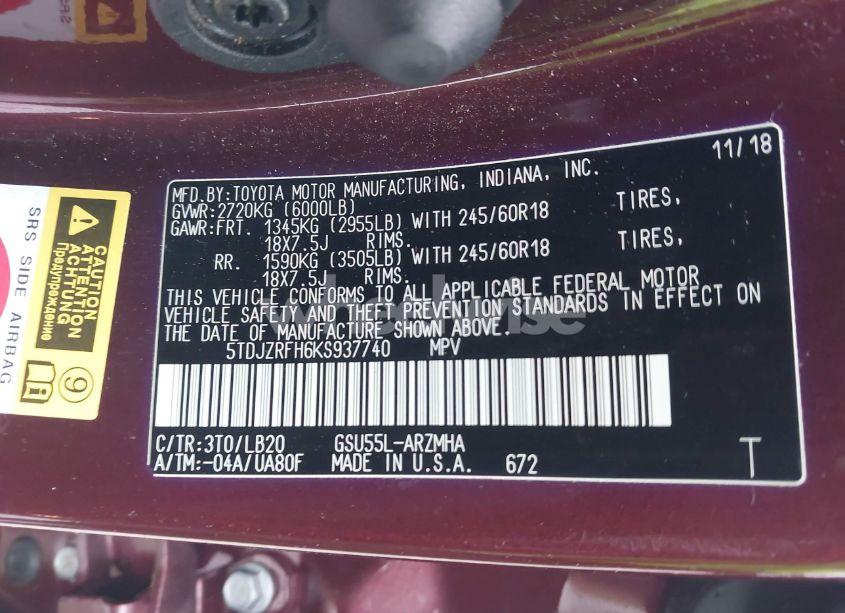 11/18
MFD.BY:TOYOTA MOTOR MANUFACTURING, INDIANA, INC.
GVWR:2720KG (6000LB)
GAWR:FRT. 1345KG (2955LB) WITH 245/60R18 TIRES,
18X7.5J RIMS.
RR. 1590KG (3505LB) WITH 245/60R18 TIRES,
18X7.5J RIMS.
THIS VEHICLE CONFORMS TO ALL APPLICABLE FEDERAL MOTOR
VEHICLE SAFETY AND THEFT PREVENTION STANDARDS IN EFFECT ON
THE DATE OF MANUFACTURE SHOWN ABOVE.
5TDJZRFH6KS937740 MPV
C/TR:3T0/LB20 GSU55L-ARZMHA
A/TM:-04A/UA80F MADE IN U.S.A. 672 T
SRS SIDE AIRBAG
CAUTION
ATTENTION
ACHTUNG
Предупреждение
9